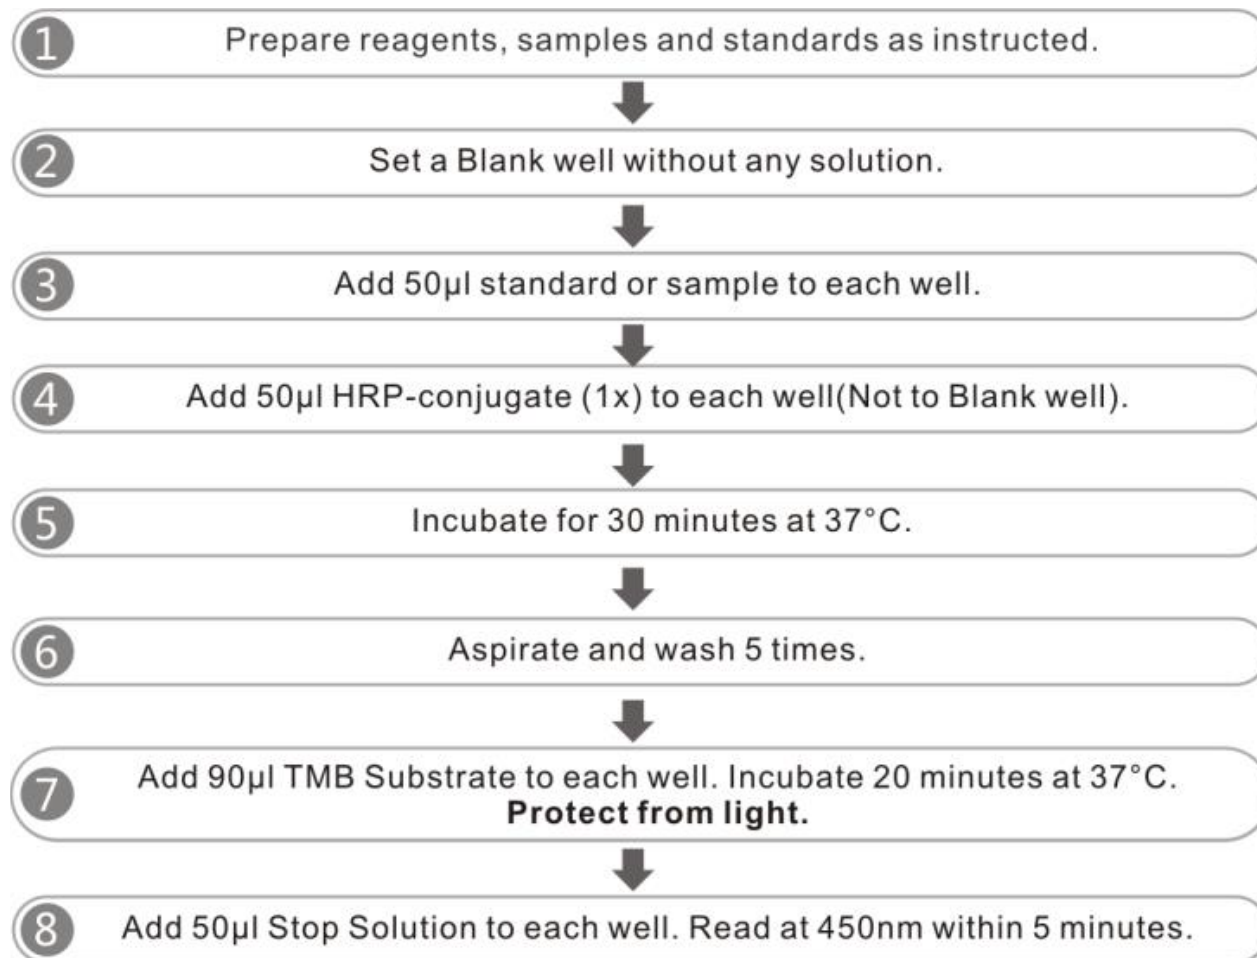 1 Prepare reagents, samples and standards as instructed.
2 Set a Blank well without any solution.
3 Add 50µl standard or sample to each well.
4 Add 50µl HRP-conjugate (1x) to each well(Not to Blank well).
5 Incubate for 30 minutes at 37°C.
6 Aspirate and wash 5 times.
7 Add 90µl TMB Substrate to each well. Incubate 20 minutes at 37°C.
Protect from light.
8 Add 50µl Stop Solution to each well. Read at 450nm within 5 minutes.